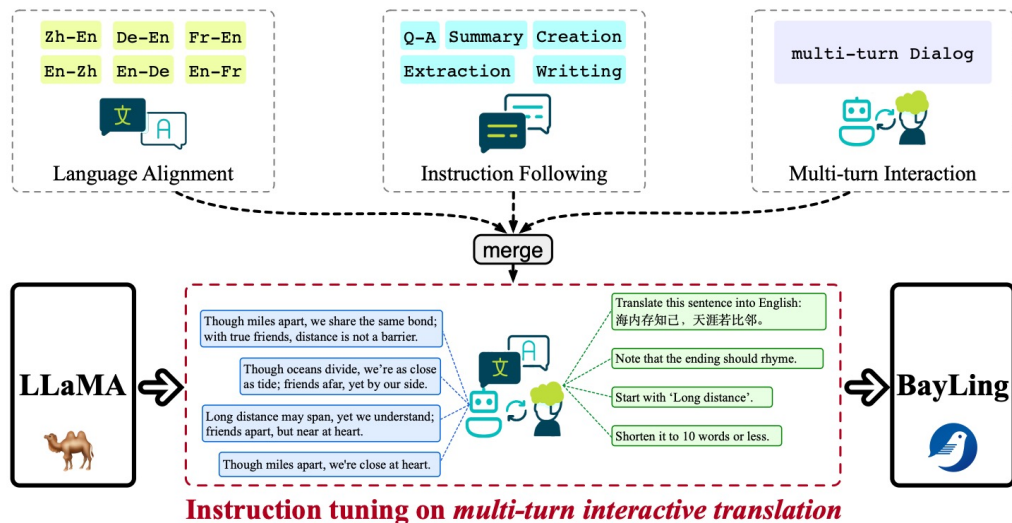 Zh-En De-En Fr-En
En-Zh En-De En-Fr
文 A
Language Alignment
Q-A Summary Creation
Extraction Writting
Instruction Following
multi-turn Dialog
Multi-turn Interaction
merge
LLaMA
Though miles apart, we share the same bond;
with true friends, distance is not a barrier.
Though oceans divide, we're as close
as tide; friends afar, yet by our side.
Long distance may span, yet we understand;
friends apart, but near at heart.
Though miles apart, we're close at heart.
文 A
Translate this sentence into English:
海内存知己，天涯若比邻。
Note that the ending should rhyme.
Start with ‘Long distance’.
Shorten it to 10 words or less.
BayLing
Instruction tuning on multi-turn interactive translation